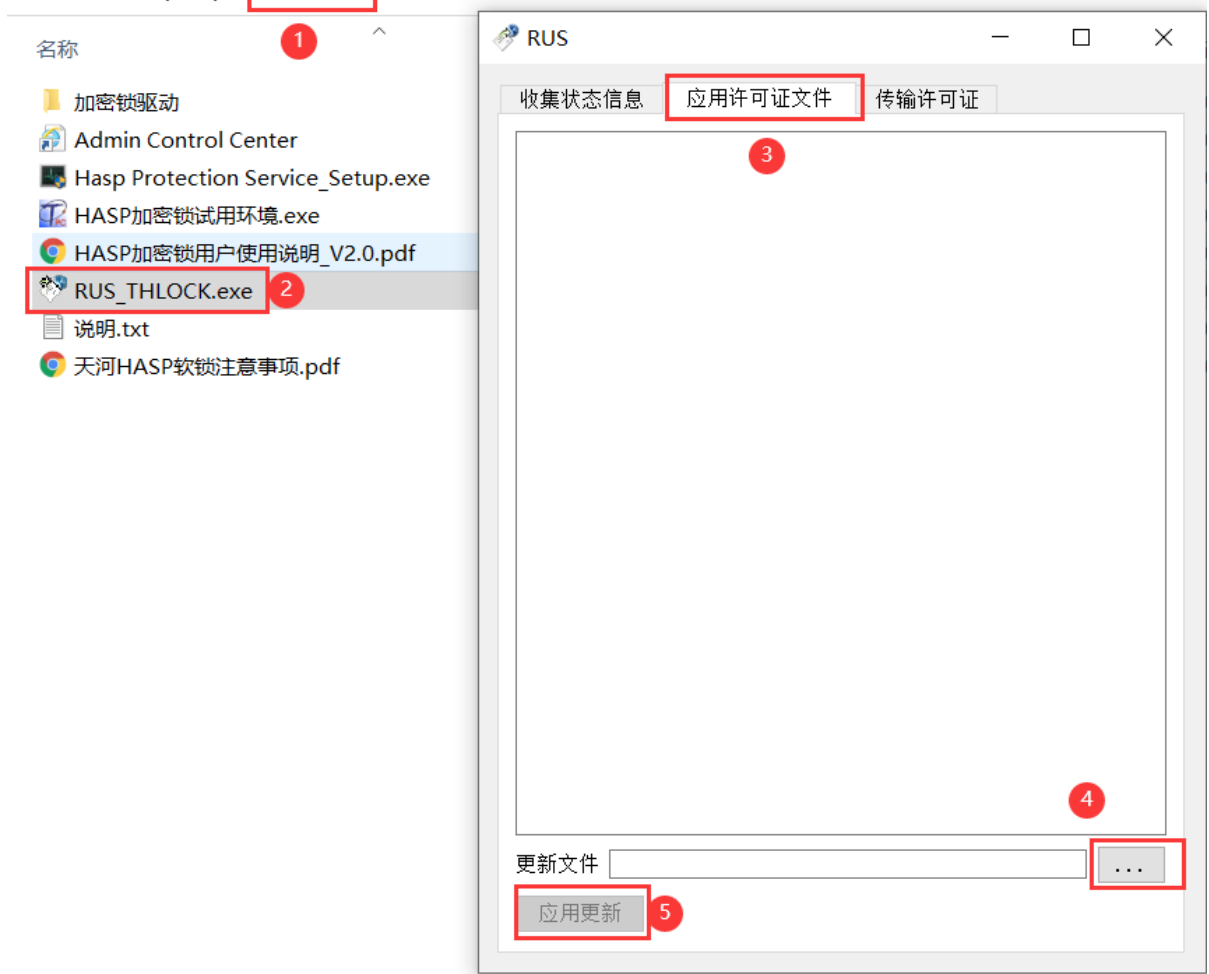 1
名称
加密锁驱动
Admin Control Center
Hasp Protection Service_Setup.exe
HASP加密锁试用环境.exe
HASP加密锁用户使用说明_V2.0.pdf
RUS_THLOCK.exe
2
说明.txt
天河HASP软锁注意事项.pdf
RUS
收集状态信息
应用许可证文件
传输许可证
3
4
更新文件
...
应用更新
5